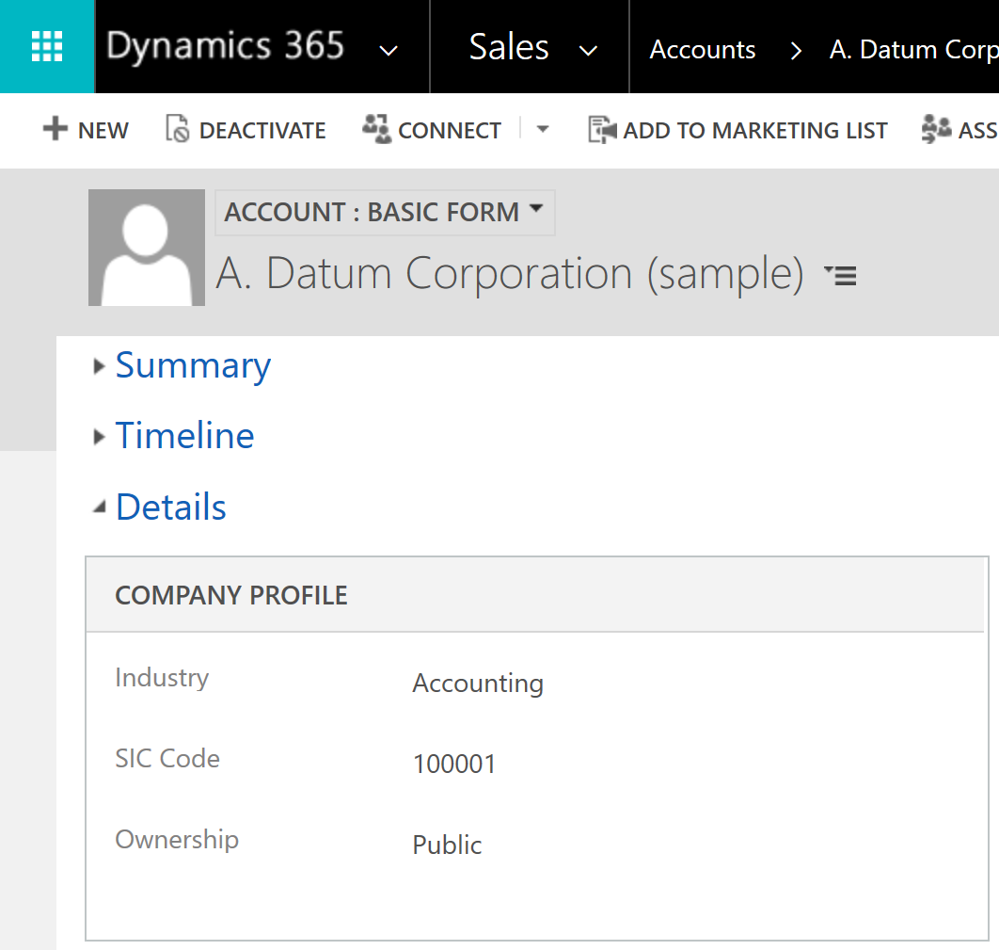 Dynamics 365 Sales Accounts > A. Datum Corp
NEW DEACTIVATE CONNECT ADD TO MARKETING LIST ASS
ACCOUNT : BASIC FORM
A. Datum Corporation (sample)
Summary
Timeline
Details
COMPANY PROFILE
Industry Accounting
SIC Code 100001
Ownership Public